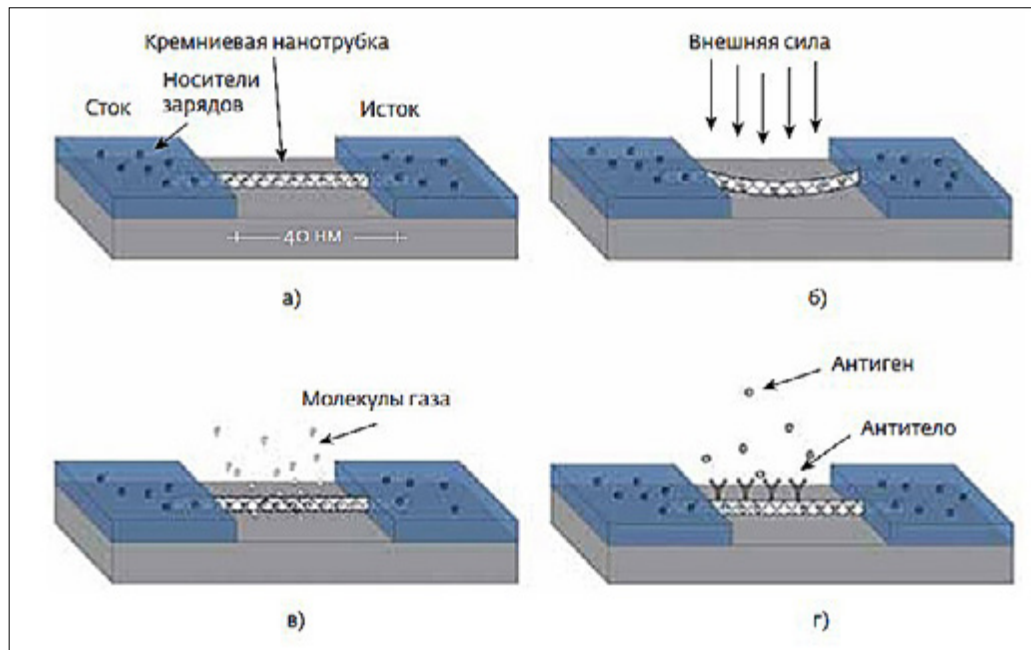 Кремниевая нанотрубка
Носители
зарядов
Сток
Исток
40 нм
а)
Внешняя сила
б)
Молекулы газа
в)
Антиген
Антитело
г)